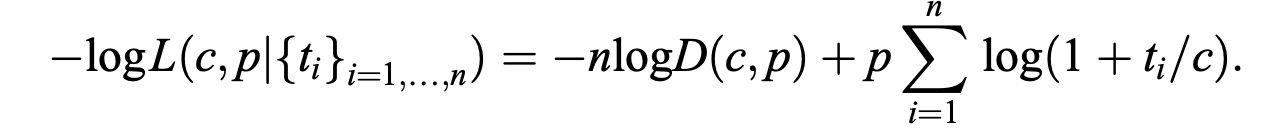 −logL(c,p|{t_i}_{i=1,…,n}) = −nlogD(c,p) + p∑_{i=1}^{n} log(1 + t_i/c).